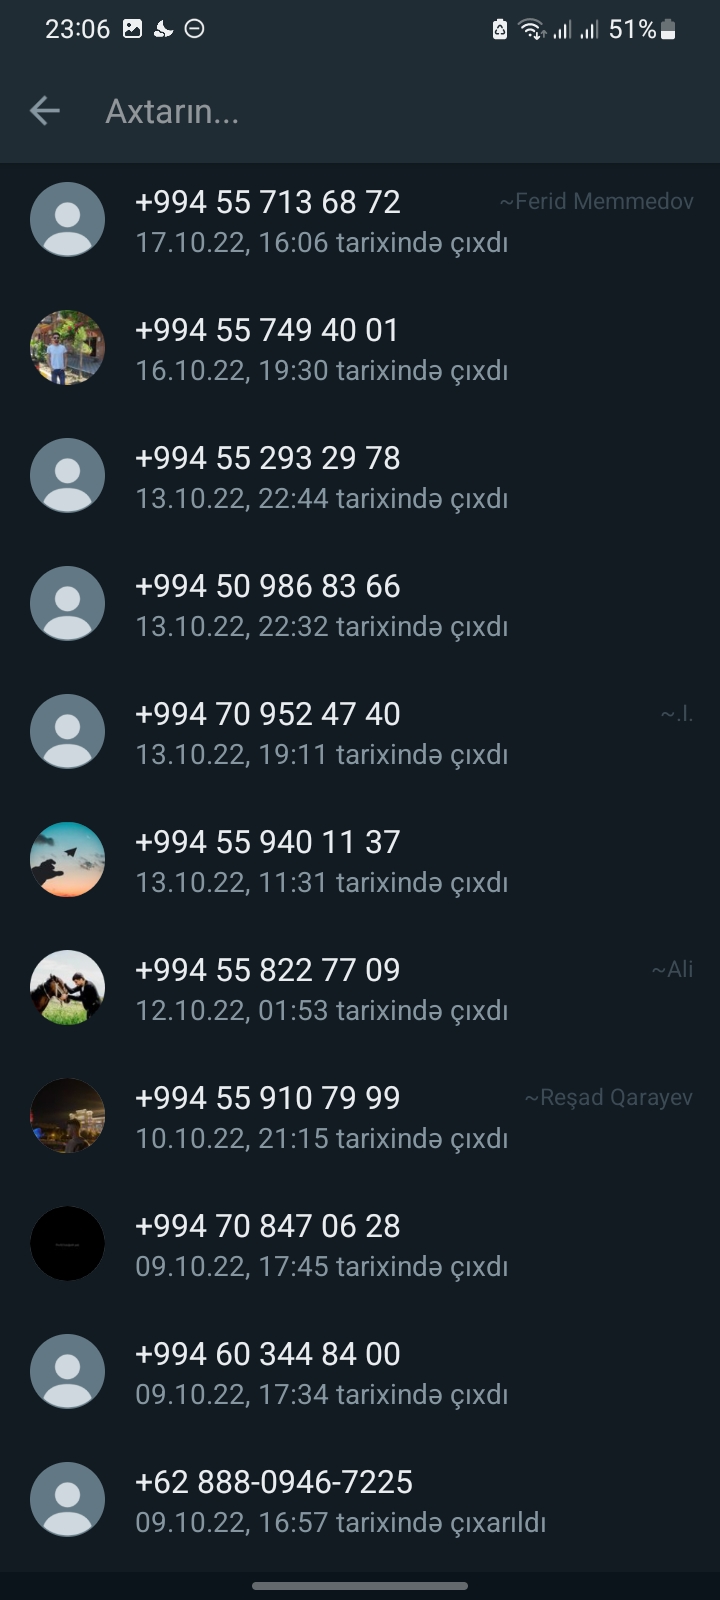 23:06 51%
Axtarın...
+994 55 713 68 72 ~Ferid Memmedov
17.10.22, 16:06 tarixində çıxdı
+994 55 749 40 01
16.10.22, 19:30 tarixində çıxdı
+994 55 293 29 78
13.10.22, 22:44 tarixində çıxdı
+994 50 986 83 66
13.10.22, 22:32 tarixində çıxdı
+994 70 952 47 40 ~.I.
13.10.22, 19:11 tarixində çıxdı
+994 55 940 11 37
13.10.22, 11:31 tarixində çıxdı
+994 55 822 77 09 ~Ali
12.10.22, 01:53 tarixində çıxdı
+994 55 910 79 99 ~Reşad Qarayev
10.10.22, 21:15 tarixində çıxdı
+994 70 847 06 28
09.10.22, 17:45 tarixində çıxdı
+994 60 344 84 00
09.10.22, 17:34 tarixində çıxdı
+62 888-0946-7225
09.10.22, 16:57 tarixində çıxarıldı